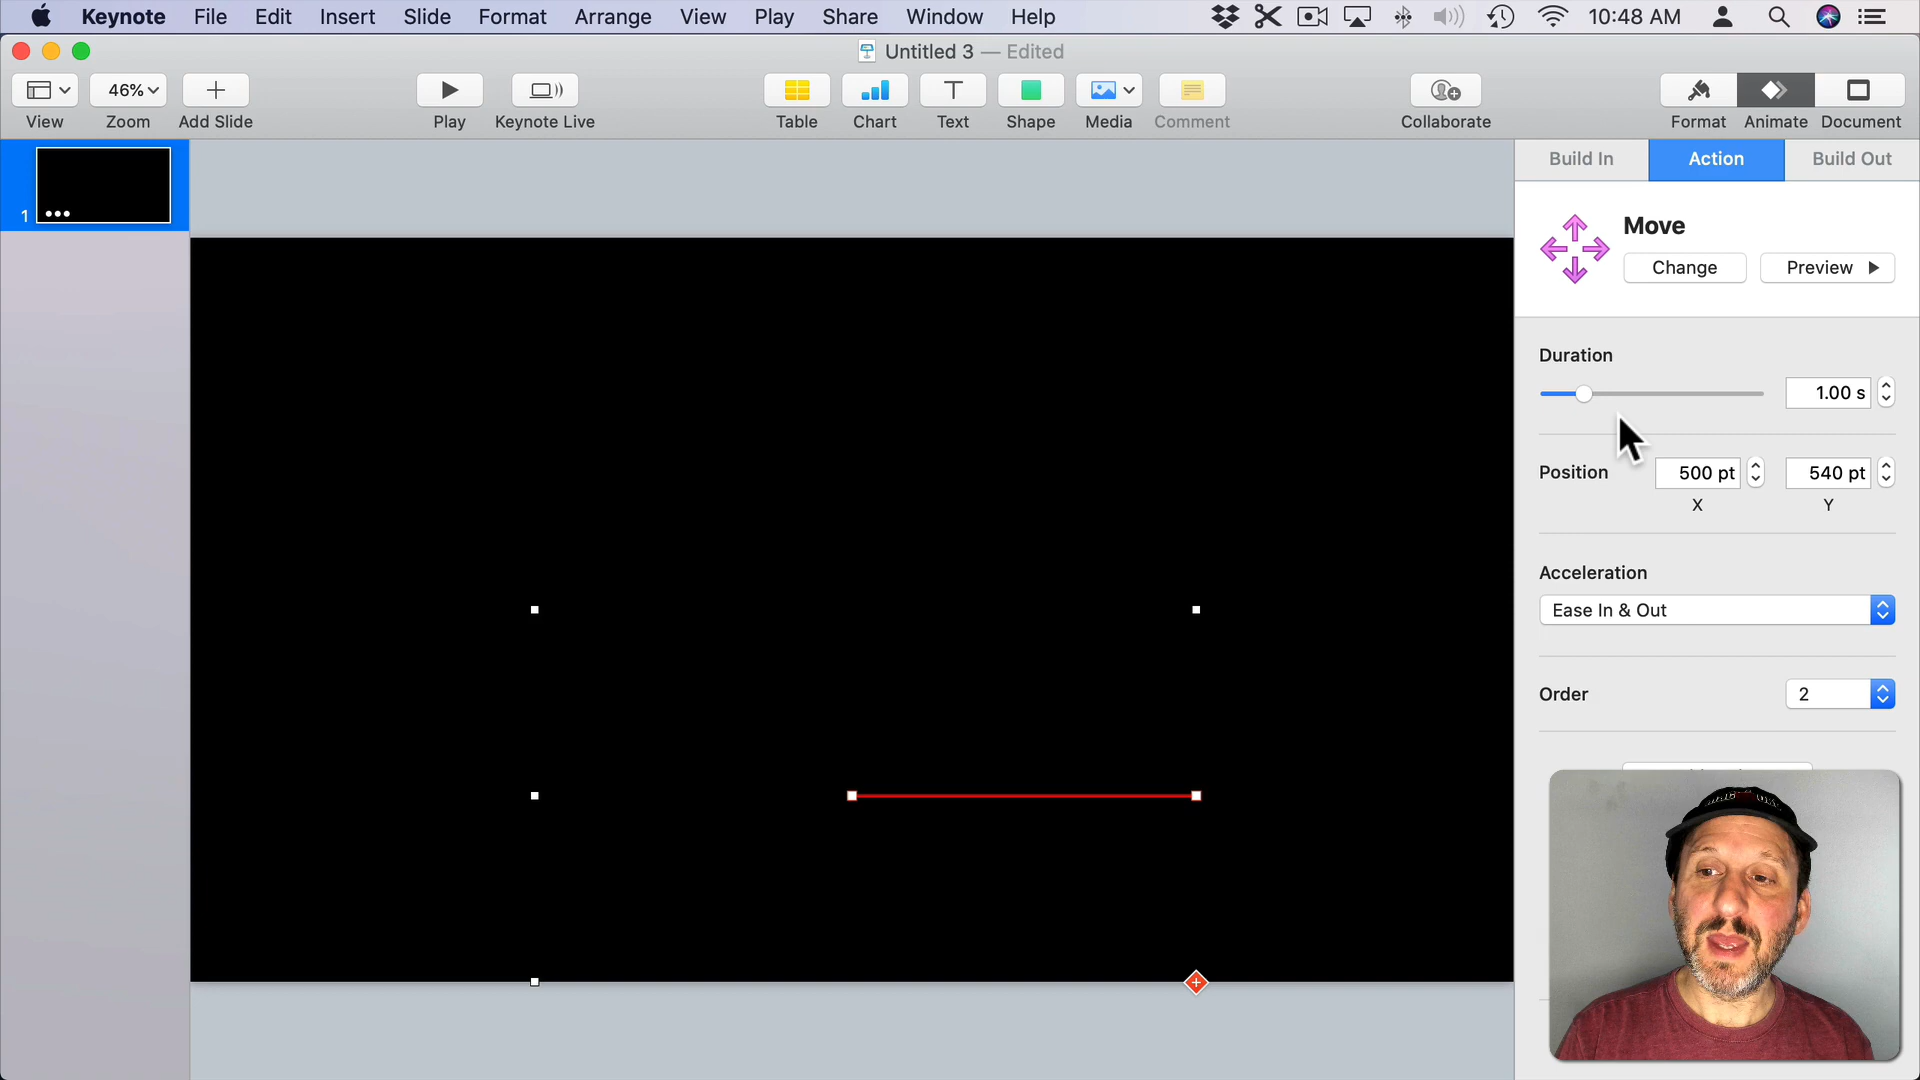 Keynote File Edit Insert Slide Format Arrange View Play Share Window Help 10:48 AM
Untitled 3 — Edited
46%
View Zoom Add Slide Play Keynote Live Table Chart Text Shape Media Comment Collaborate Format Animate Document
Build In Action Build Out
1
Move
Change Preview
Duration
1.00 s
Position 500 pt 540 pt
X Y
Acceleration
Ease In & Out
Order 2